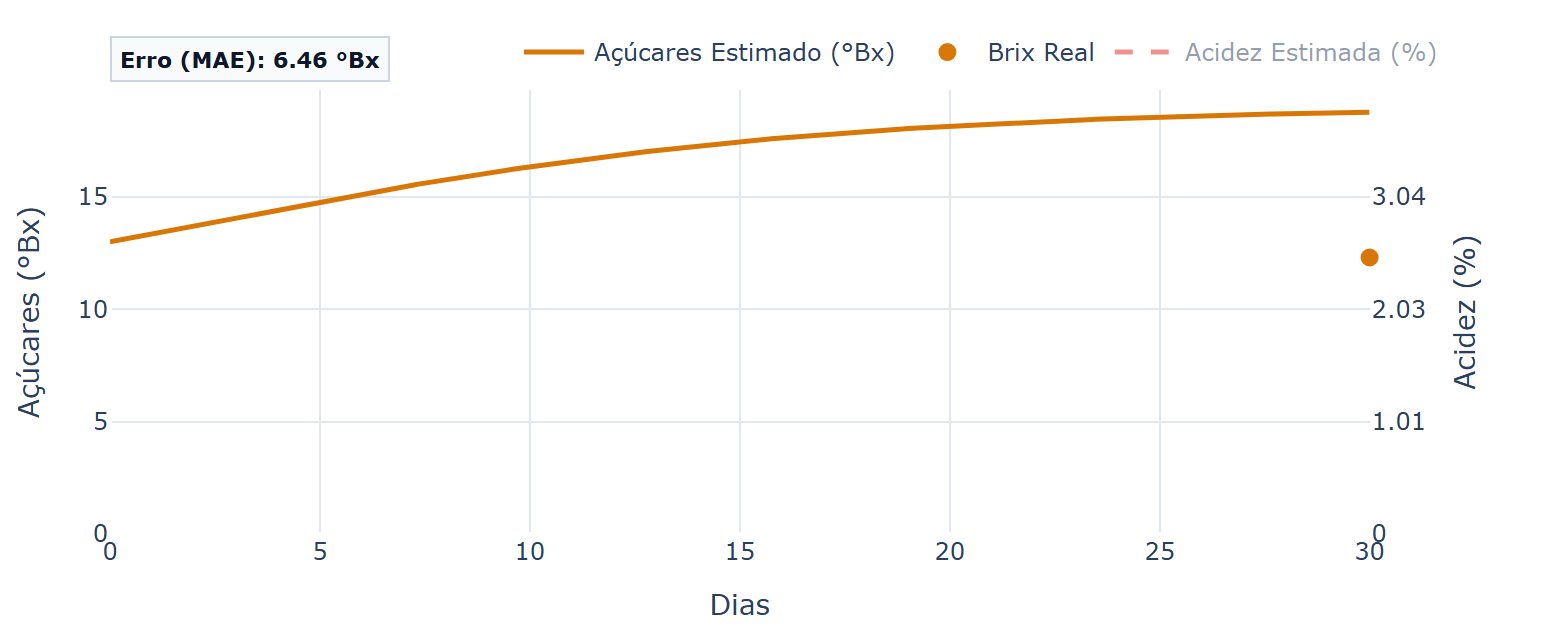 Erro (MAE): 6.46 ºBx
Açúcares Estimado (°Bx)
Brix Real
Acidez Estimada (%)
15
10
5
0
Açúcares (°Bx)
3.04
2.03
1.01
0
Acidez (%)
0
5
10
15
20
25
30
Dias